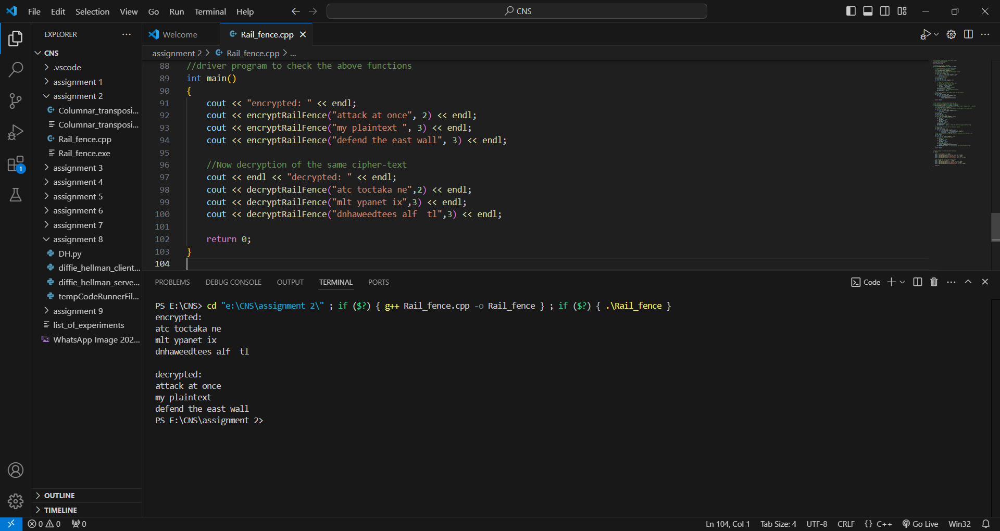 File Edit Selection View Go Run Terminal Help CNS
EXPLORER
CNS
.vscode
assignment 1
assignment 2
Columnar_transposi...
Columnar_transposi...
Rail_fence.cpp
Rail_fence.exe
assignment 3
assignment 4
assignment 5
assignment 6
assignment 7
assignment 8
DH.py
diffie_hellman_client...
diffie_hellman_serve...
tempCodeRunnerFil...
assignment 9
list_of_experiments
WhatsApp Image 202...
OUTLINE
TIMELINE
1
Welcome Rail_fence.cpp
assignment 2 > Rail_fence.cpp > ...
88 //driver program to check the above functions
89 int main()
90 {
91 cout << "encrypted: " << endl;
92 cout << encryptRailFence("attack at once", 2) << endl;
93 cout << encryptRailFence("my plaintext ", 3) << endl;
94 cout << encryptRailFence("defend the east wall", 3) << endl;
95
96 //Now decryption of the same cipher-text
97 cout << endl << "decrypted: " << endl;
98 cout << decryptRailFence("atc toctaka ne",2) << endl;
99 cout << decryptRailFence("mlt ypanet ix",3) << endl;
100 cout << decryptRailFence("dnhaweedtees alf  tl",3) << endl;
101
102 return 0;
103 }
104
PROBLEMS DEBUG CONSOLE OUTPUT TERMINAL PORTS Code
PS E:\CNS> cd "e:\CNS\assignment 2\" ; if ($?) { g++ Rail_fence.cpp -o Rail_fence } ; if ($?) { .\Rail_fence }
encrypted:
atc toctaka ne
mlt ypanet ix
dnhaweedtees alf  tl
decrypted:
attack at once
my plaintext
defend the east wall
PS E:\CNS\assignment 2>
0 0 0 Ln 104, Col 1 Tab Size: 4 UTF-8 CRLF {} C++ Go Live Win32